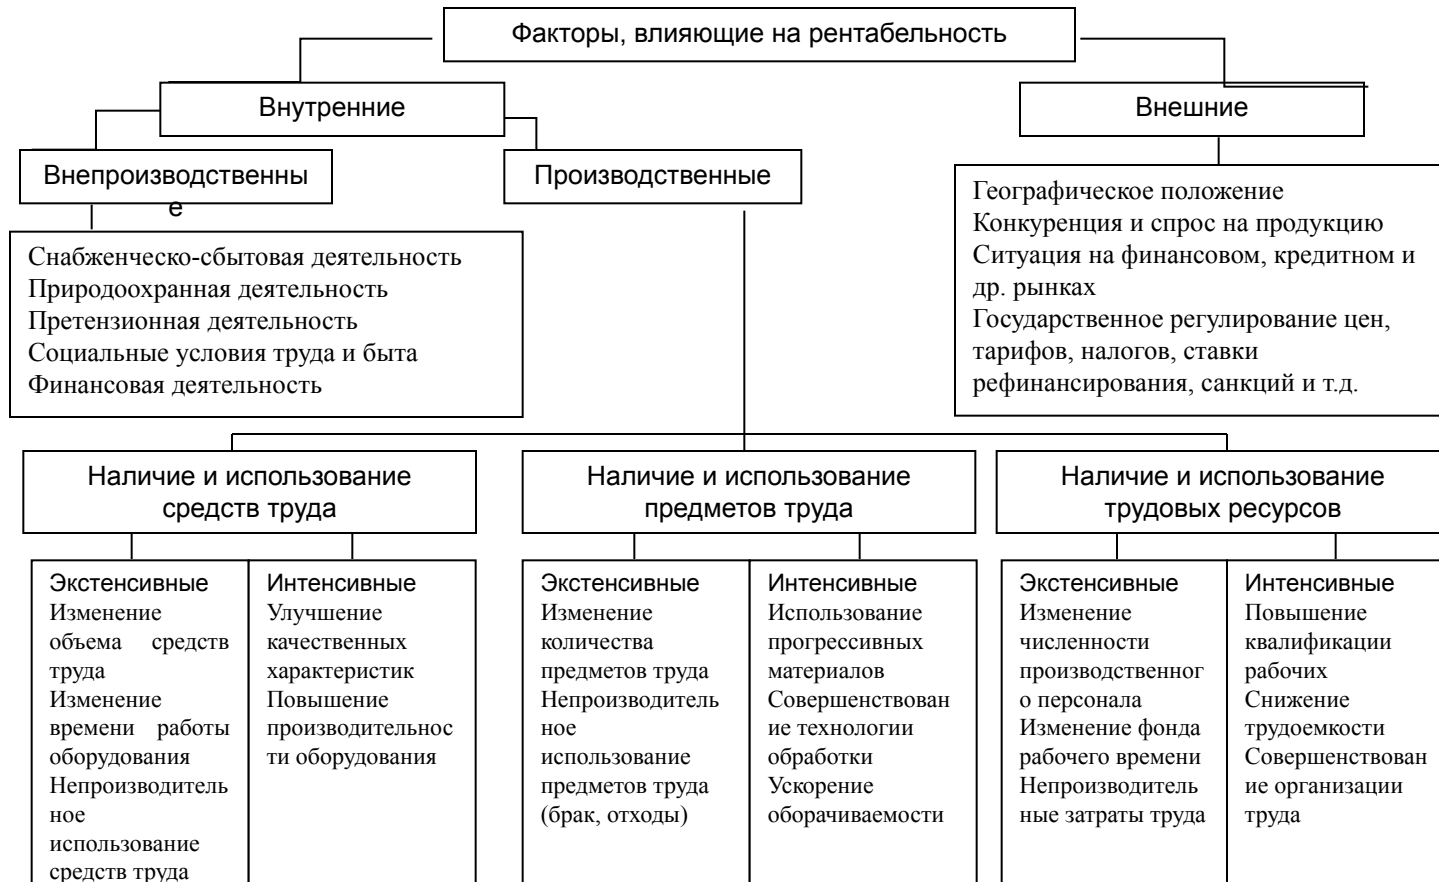 Факторы, влияющие на рентабельность
Внутренние
Внешние
Внепроизводственны
е
Производственные
Снабженческо-сбытовая деятельность
Природоохранная деятельность
Претензионная деятельность
Социальные условия труда и быта
Финансовая деятельность
Географическое положение
Конкуренция и спрос на продукцию
Ситуация на финансовом, кредитном и
др. рынках
Государственное регулирование цен,
тарифов, налогов, ставки
рефинансирования, санкций и т.д.
Наличие и использование
средств труда
Наличие и использование
предметов труда
Наличие и использование
трудовых ресурсов
Экстенсивные
Изменение
объема средств
труда
Изменение
времени работы
оборудования
Непроизводитель
ное
использование
средств труда
Интенсивные
Улучшение
качественных
характеристик
Повышение
производительнос
ти оборудования
Экстенсивные
Изменение
количества
предметов труда
Непроизводитель
ное
использование
предметов труда
(брак, отходы)
Интенсивные
Использование
прогрессивных
материалов
Совершенствован
ие технологии
обработки
Ускорение
оборачиваемости
Экстенсивные
Изменение
численности
производственног
о персонала
Изменение фонда
рабочего времени
Непроизводитель
ные затраты труда
Интенсивные
Повышение
квалификации
рабочих
Снижение
трудоемкости
Совершенствован
ие организации
труда